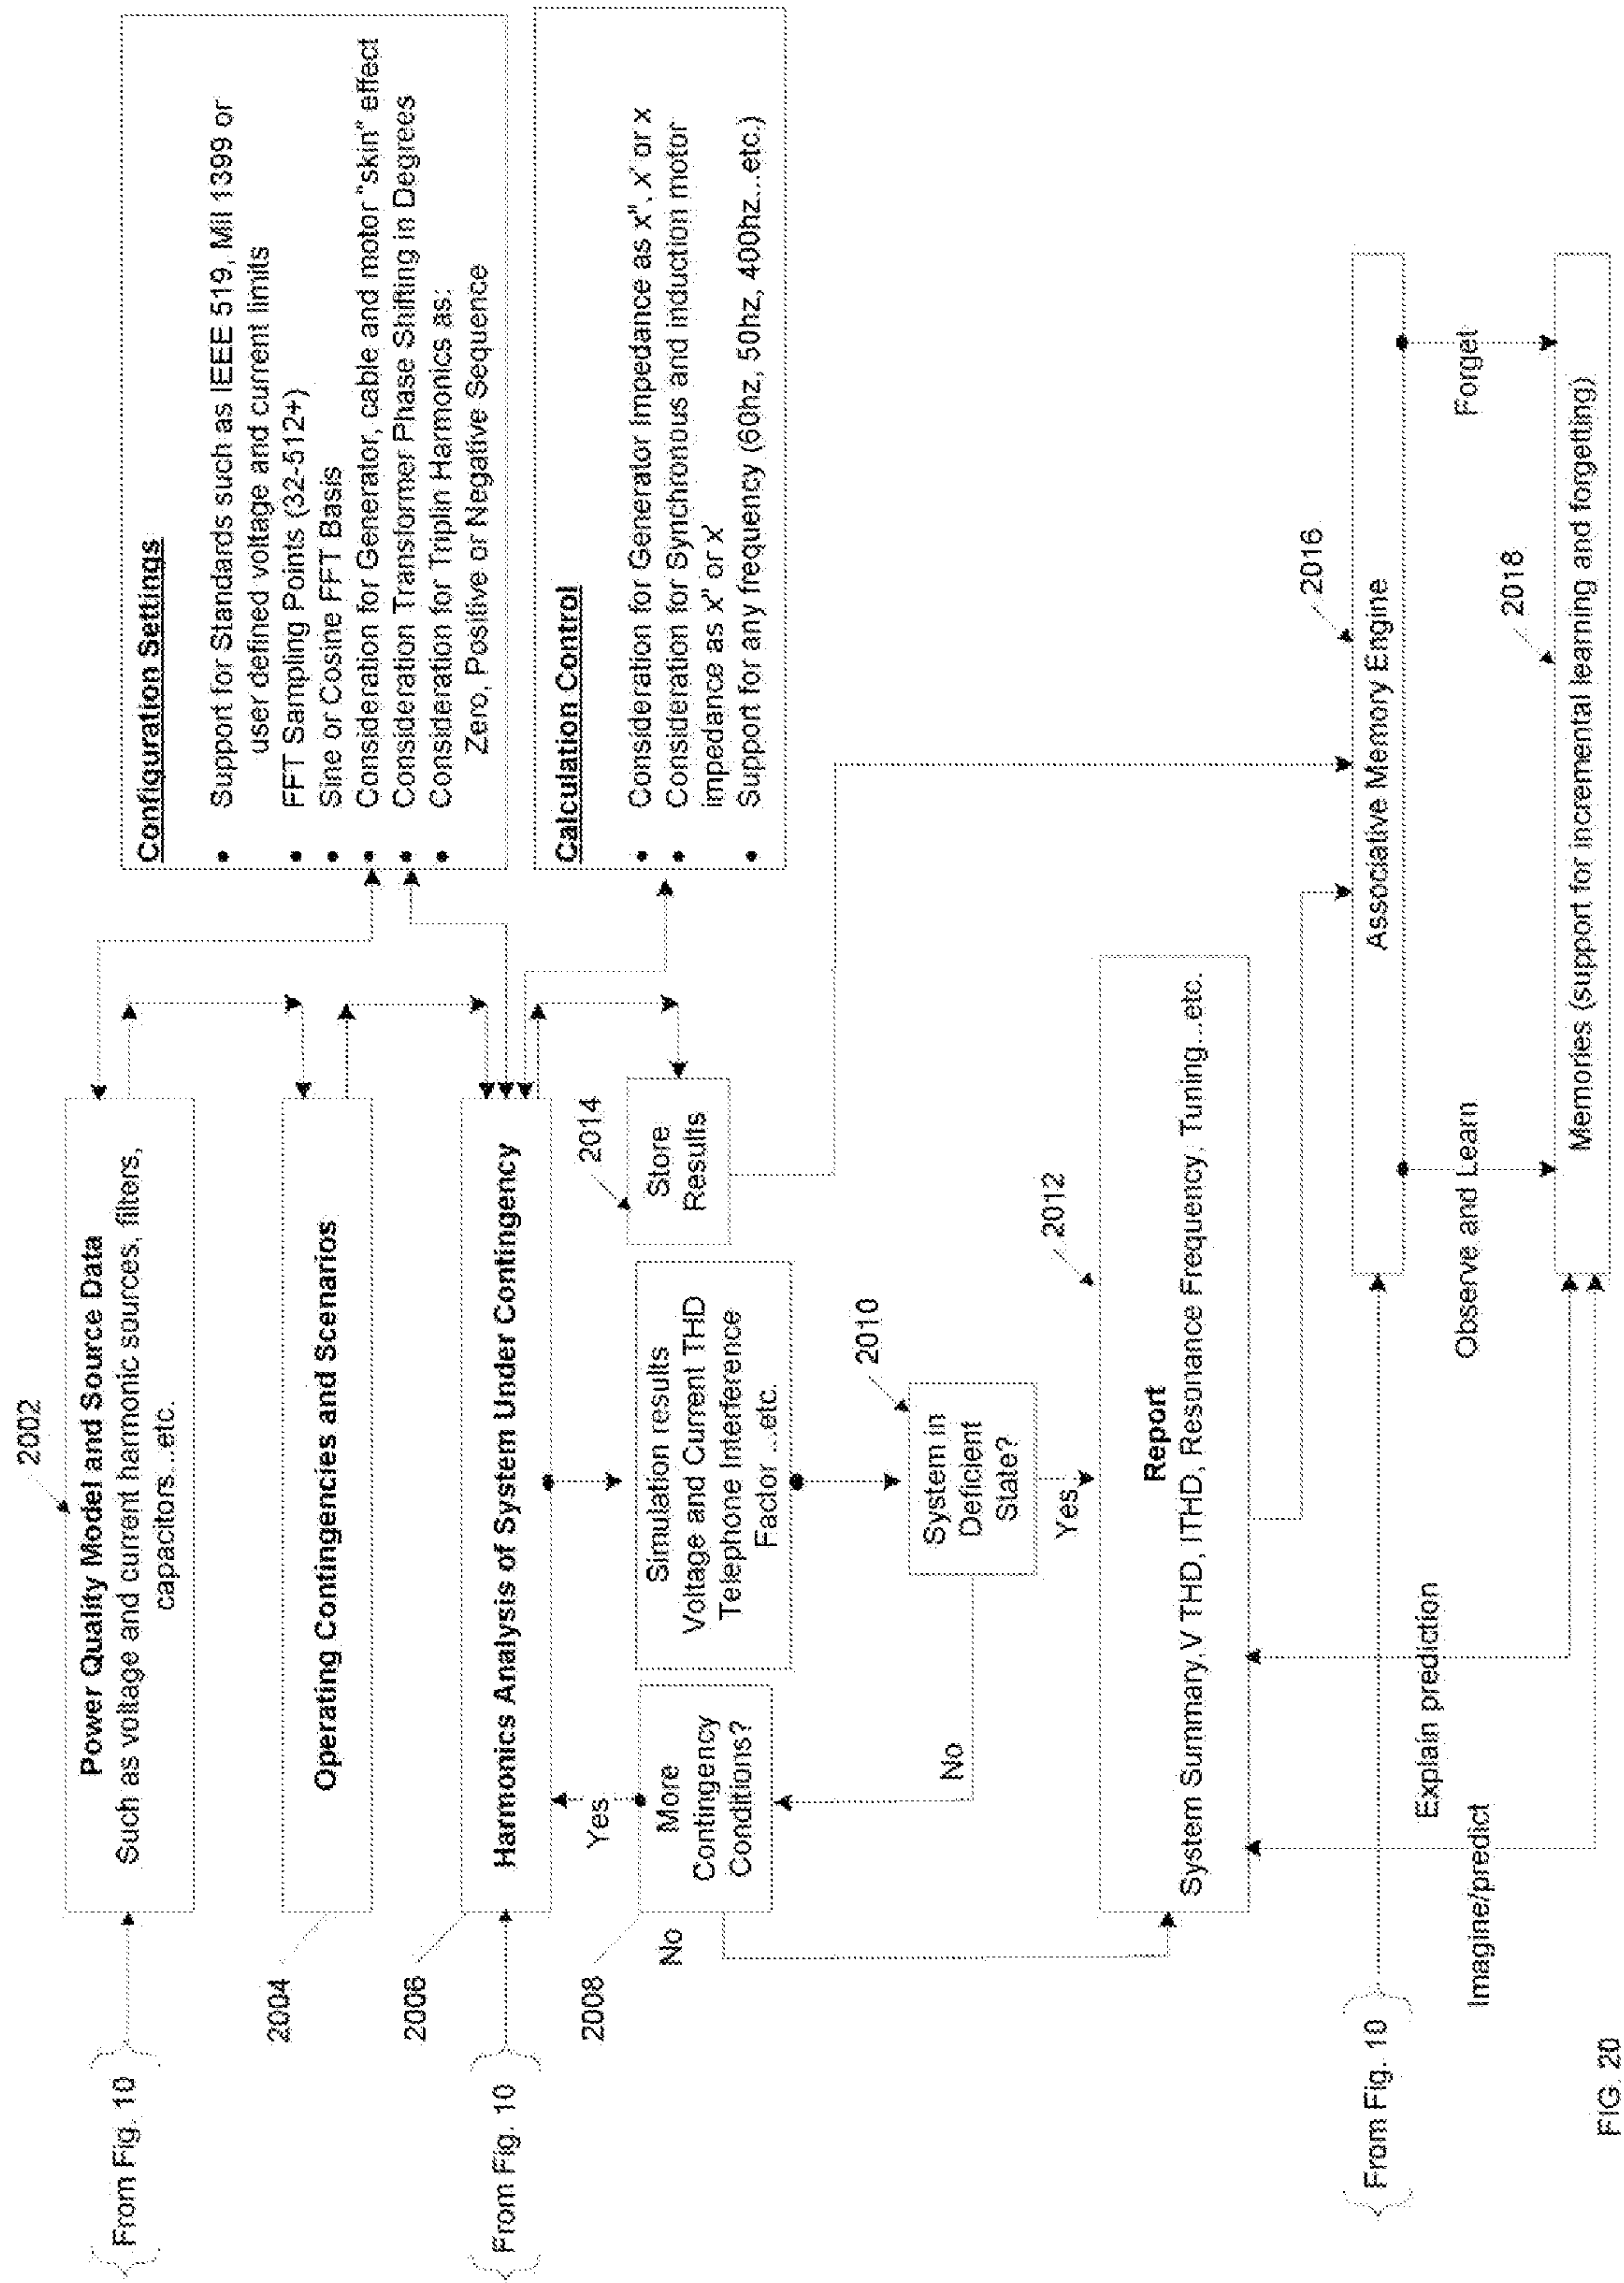 2002
From Fig. 10
Power Quality Model and Source Data
Such as voltage and current harmonic sources, filters,
capacitors...etc.
Configuration Settings
• Support for Standards such as IEEE 519, Mil 1399 or
user defined voltage and current limits
• FFT Sampling Points (32-512+)
• Sine or Cosine FFT Basis
• Consideration for Generator, cable and motor "skin" effect
• Consideration Transformer Phase Shifting in Degrees
• Consideration for Triplin Harmonics as:
Zero, Positive or Negative Sequence
2004
Operating Contingencies and Scenarios
2006
From Fig. 10
Harmonics Analysis of System Under Contingency
Calculation Control
• Consideration for Generator Impedance as x", x' or x
• Consideration for Synchronous and induction motor
impedance as x" or x'
• Support for any frequency (60hz, 50hz, 400hz...etc.)
2008
Yes
More
Contingency
Conditions?
No
Simulation results
Voltage and Current THD
Telephone Interference
Factor ...etc.
2014
Store
Results
2010
System in
Deficient
State?
No
Yes
2012
Report
System Summary,V THD, ITHD, Resonance Frequency, Tuning...etc.
2016
From Fig. 10
Associative Memory Engine
Imagine/predict
Explain prediction
Observe and Learn
Forget
2018
Memories (support for incremental learning and forgetting)
FIG. 20